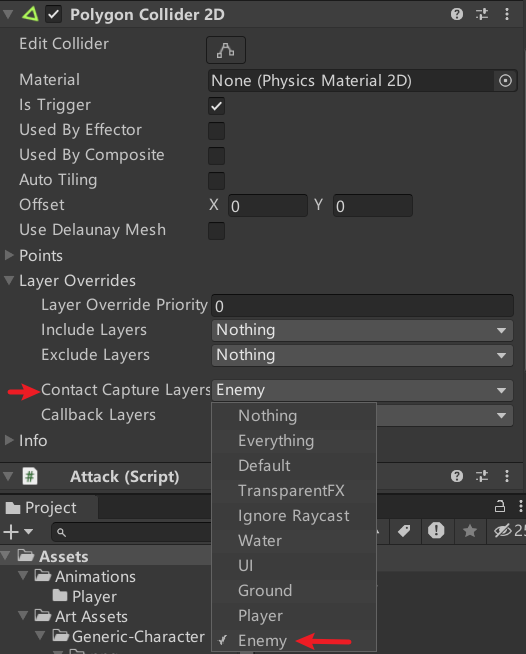 Polygon Collider 2D
Edit Collider
Material None (Physics Material 2D)
Is Trigger
Used By Effector
Used By Composite
Auto Tiling
Offset X 0 Y 0
Use Delaunay Mesh
Points
Layer Overrides
Layer Override Priority 0
Include Layers Nothing
Exclude Layers Nothing
Contact Capture Layers Enemy
Callback Layers
Nothing
Everything
Default
TransparentFX
Ignore Raycast
Water
UI
Ground
Player
Enemy
Info
Attack (Script)
Project
25
Assets
Animations
Player
Art Assets
Generic-Character